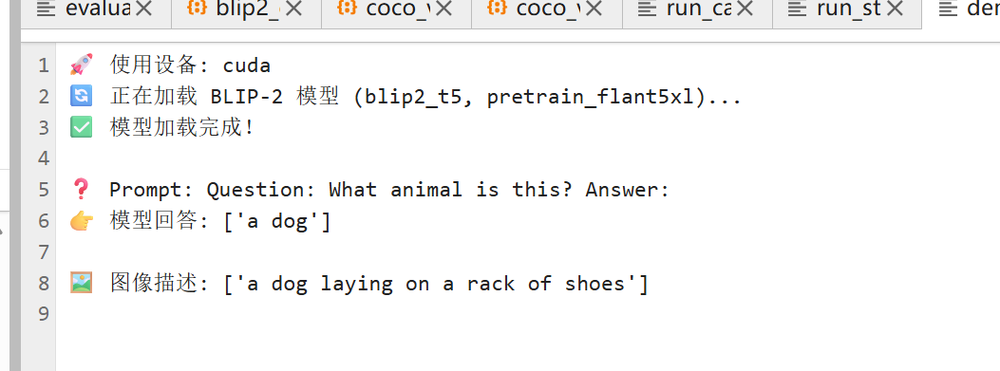 evalua blip2_ coco_v coco_v run_ca run_st der
1 🚀 使用设备: cuda
2 🔄 正在加载 BLIP-2 模型 (blip2_t5, pretrain_flant5xl)...
3 ✅ 模型加载完成!
4
5 ❓ Prompt: Question: What animal is this? Answer:
6 👉 模型回答: ['a dog']
7
8 🖼️ 图像描述: ['a dog laying on a rack of shoes']
9